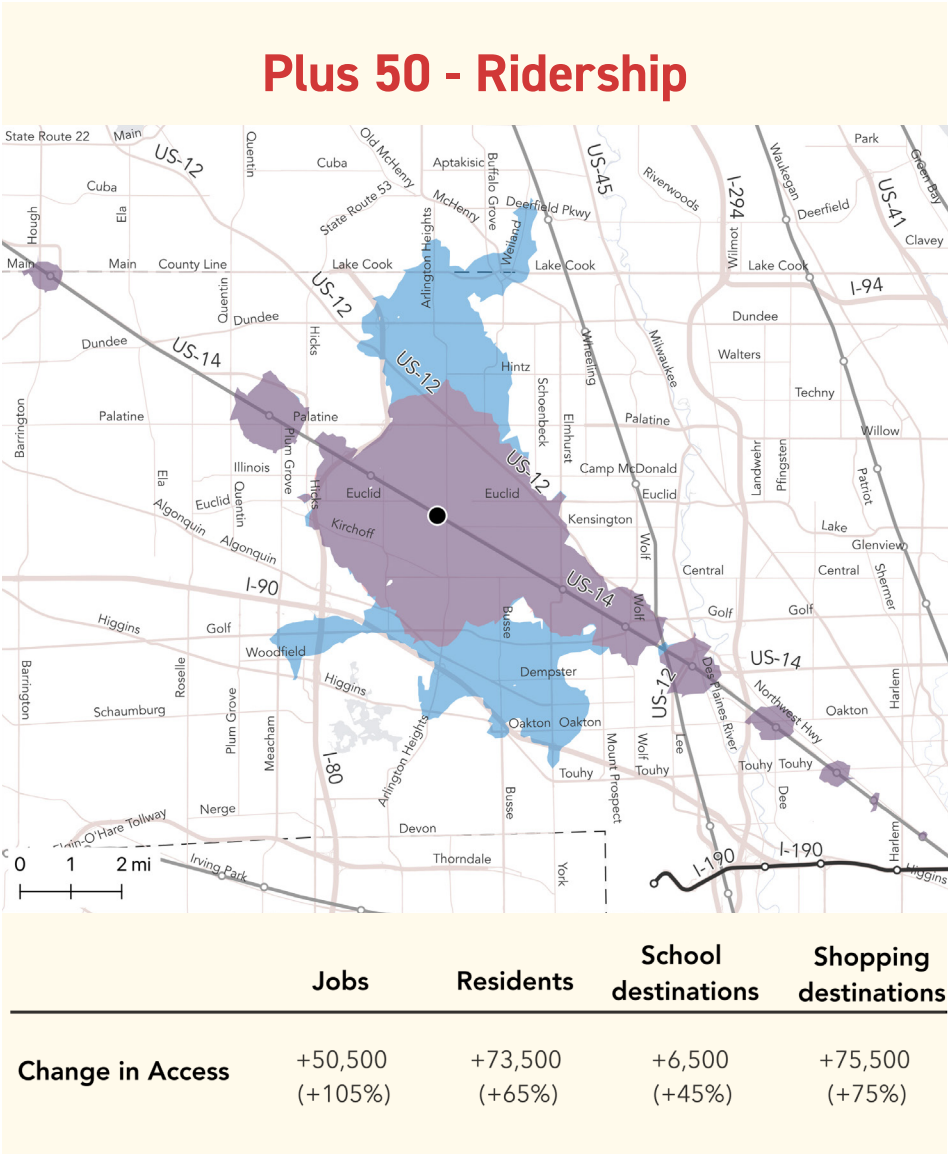 Plus 50 - Ridership
State Route 22
Main
US-12
Quentin
Cuba
Old McHenry
Aptakisic
Buffalo Grove
US-45
Riverwoods
I-294
Waukegan
Park
Green Bay
US-41
Cuba
Ela
Hough
State Route 53
McHenry
Deerfield Pkwy
Deerfield
Arlington Heights
Weiland
Wilmot
Clavey
Main
Main
County Line
Lake Cook
Lake Cook
Lake Cook
I-94
Quentin
US-12
Dundee
Dundee
Dundee
Hicks
US-14
Wheeling
Milwaukee
Walters
US-12
Hintz
Techny
Schoenbeck
Elmhurst
Barrington
Palatine
Palatine
Palatine
Willow
Plum Grove
Illinois
US-12
Camp McDonald
Landwehr
Pfingsten
Patriot
Ela
Quentin
Hicks
Euclid
Euclid
Euclid
Euclid
Algonquin
Kirchoff
Kensington
Lake
Glenview
Algonquin
Wolf
I-90
US-14
Central
Central
Shermer
Higgins
Golf
Busse
Wolf
Golf
Golf
Woodfield
US-14
Barrington
Roselle
Higgins
Dempster
US-12
Des Plaines River
Northwest Hwy
Harlem
Schaumburg
Plum Grove
Meacham
Arlington Heights
Oakton
Oakton
Oakton
I-80
Mount Prospect
Wolf
Lee
Touhy
Touhy
Touhy
Touhy
Nerge
Busse
Dee
Elgin-O'Hare Tollway
Devon
Harlem
0 1 2 mi
Irving Park
Thorndale
York
I-190
I-190
Higgins
Jobs
Residents
School
destinations
Shopping
destinations
Change in Access
+50,500
(+105%)
+73,500
(+65%)
+6,500
(+45%)
+75,500
(+75%)